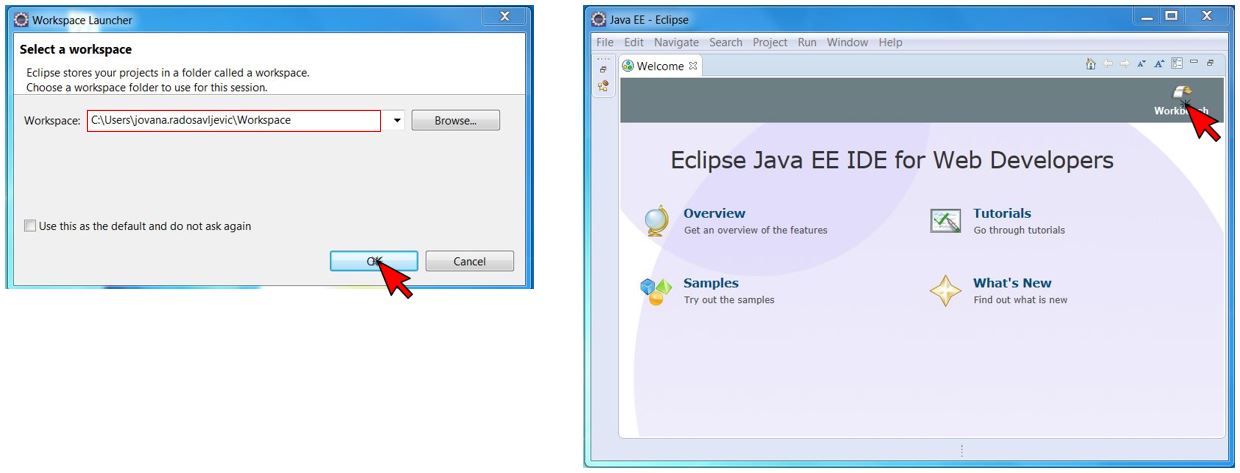 Workspace Launcher
Select a workspace
Eclipse stores your projects in a folder called a workspace.
Choose a workspace folder to use for this session.
Workspace: C:\Users\jovana.radosavljevic\Workspace Browse...
Use this as the default and do not ask again
OK Cancel
Java EE - Eclipse
File Edit Navigate Search Project Run Window Help
Welcome
Workbench
Eclipse Java EE IDE for Web Developers
Overview
Get an overview of the features
Tutorials
Go through tutorials
Samples
Try out the samples
What's New
Find out what is new